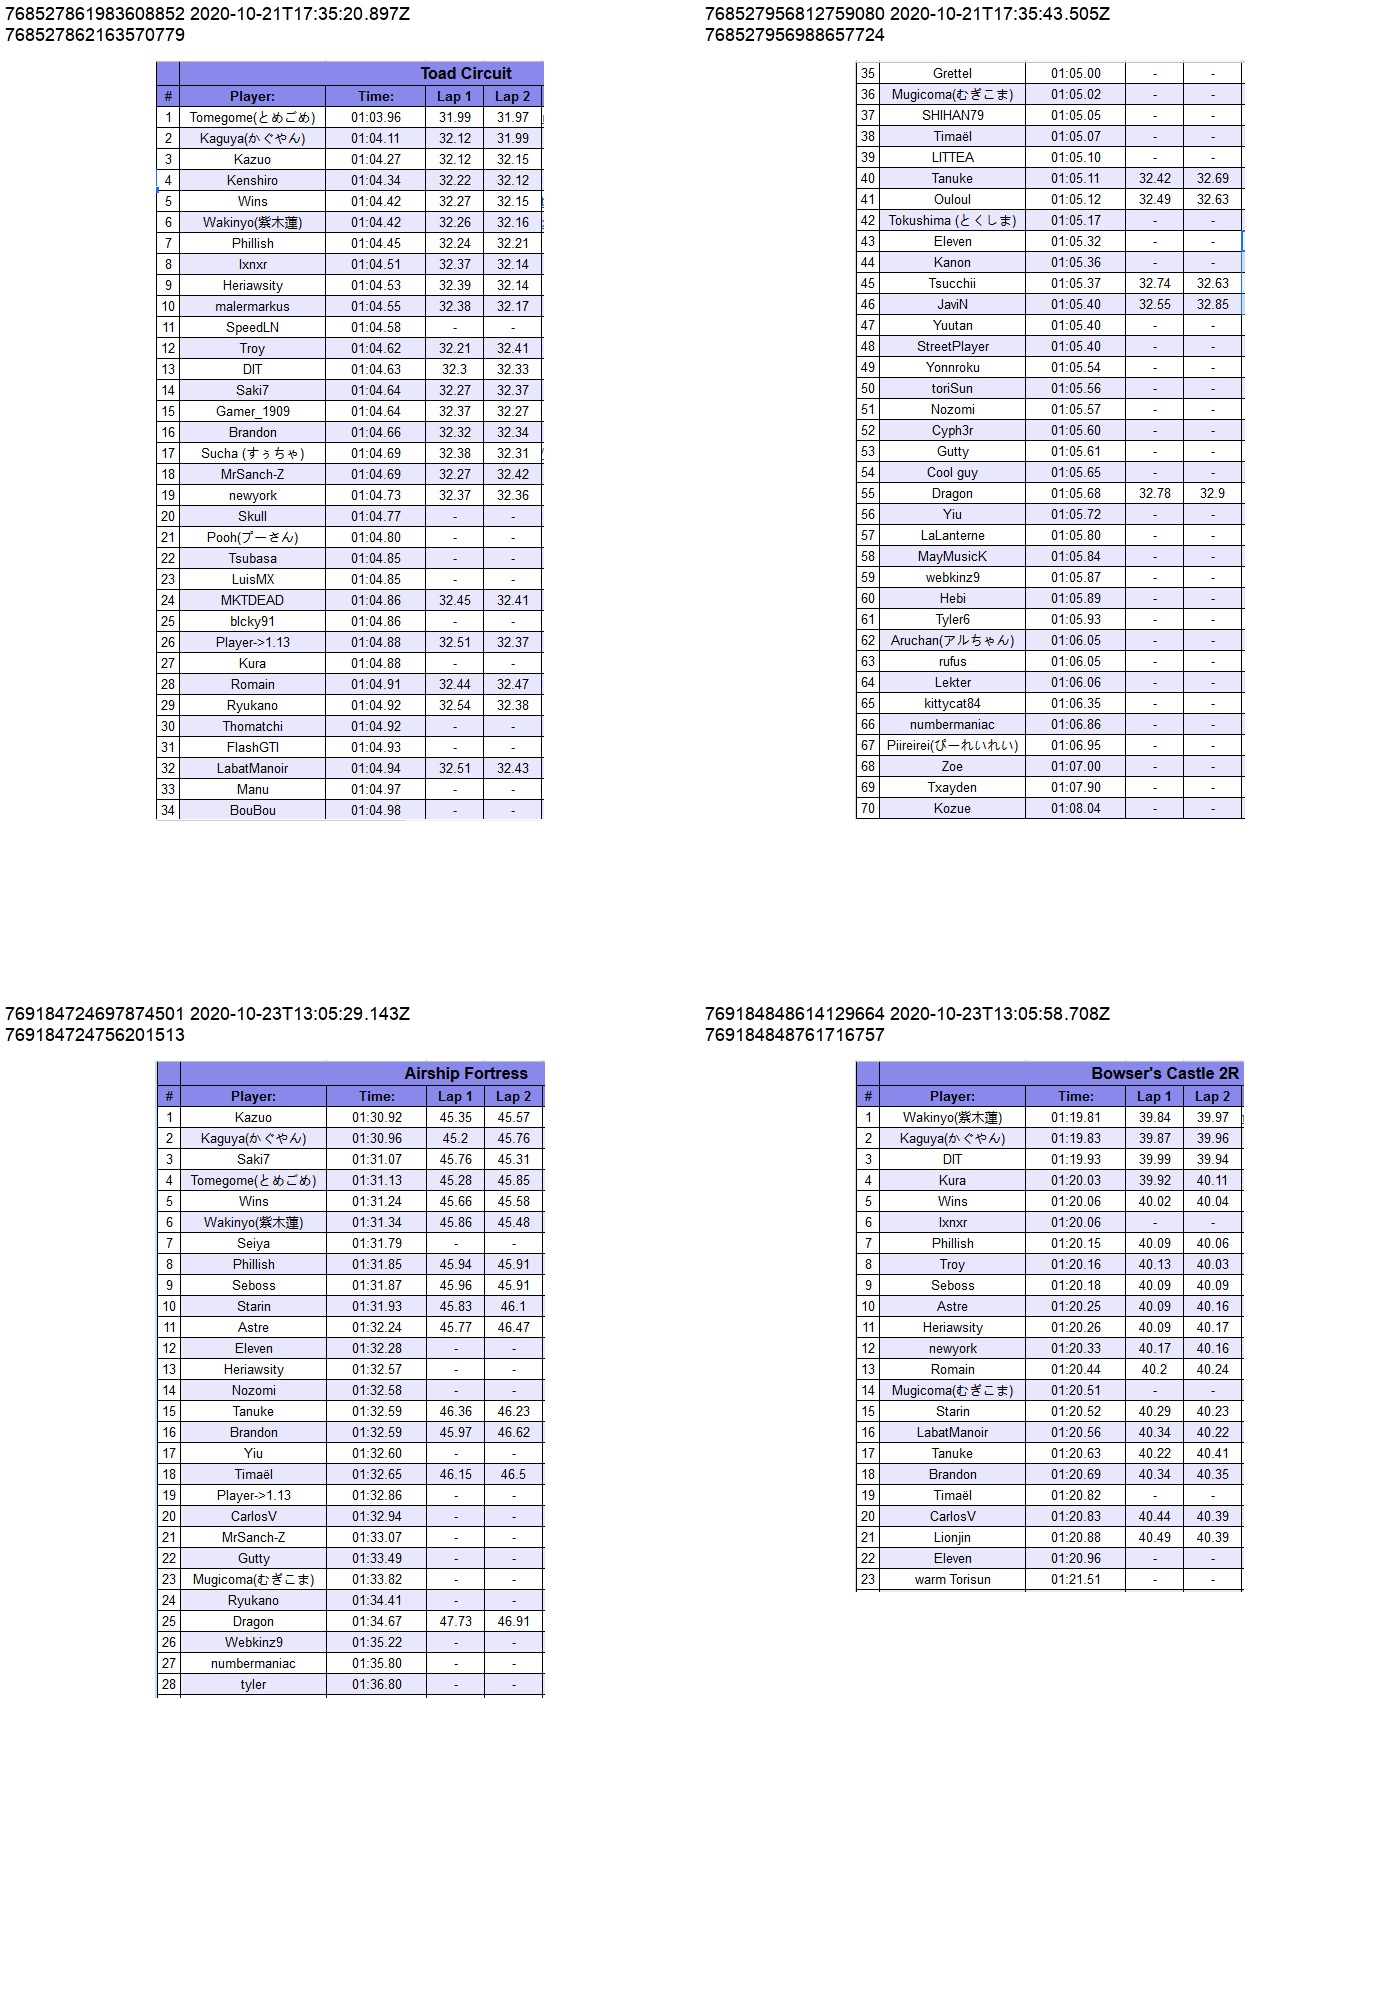 768527861983608852 2020-10-21T17:35:20.897Z
768527862163570779
Toad Circuit
# Player: Time: Lap 1 Lap 2
1 Tomegome(とめごめ) 01:03.96 31.99 31.97
2 Kaguya(かぐやん) 01:04.11 32.12 31.99
3 Kazuo 01:04.27 32.12 32.15
4 Kenshiro 01:04.34 32.22 32.12
5 Wins 01:04.42 32.27 32.15
6 Wakinyo(紫木蓮) 01:04.42 32.26 32.16
7 Phillish 01:04.45 32.24 32.21
8 Ixnxr 01:04.51 32.37 32.14
9 Heriawsity 01:04.53 32.39 32.14
10 malermarkus 01:04.55 32.38 32.17
11 SpeedLN 01:04.58 - -
12 Troy 01:04.62 32.21 32.41
13 DIT 01:04.63 32.3 32.33
14 Saki7 01:04.64 32.27 32.37
15 Gamer_1909 01:04.64 32.37 32.27
16 Brandon 01:04.66 32.32 32.34
17 Sucha (すぅちゃ) 01:04.69 32.38 32.31
18 MrSanch-Z 01:04.69 32.27 32.42
19 newyork 01:04.73 32.37 32.36
20 Skull 01:04.77 - -
21 Pooh(プーさん) 01:04.80 - -
22 Tsubasa 01:04.85 - -
23 LuisMX 01:04.85 - -
24 MKTDEAD 01:04.86 32.45 32.41
25 blcky91 01:04.86 - -
26 Player->1.13 01:04.88 32.51 32.37
27 Kura 01:04.88 - -
28 Romain 01:04.91 32.44 32.47
29 Ryukano 01:04.92 32.54 32.38
30 Thomatchi 01:04.92 - -
31 FlashGTI 01:04.93 - -
32 LabatManoir 01:04.94 32.51 32.43
33 Manu 01:04.97 - -
34 BouBou 01:04.98 - -
768527956812759080 2020-10-21T17:35:43.505Z
768527956988657724
35 Grettel 01:05.00 - -
36 Mugicoma(むぎこま) 01:05.02 - -
37 SHIHAN79 01:05.05 - -
38 Timaël 01:05.07 - -
39 LITTEA 01:05.10 - -
40 Tanuke 01:05.11 32.42 32.69
41 Ouloul 01:05.12 32.49 32.63
42 Tokushima (とくしま) 01:05.17 - -
43 Eleven 01:05.32 - -
44 Kanon 01:05.36 - -
45 Tsucchii 01:05.37 32.74 32.63
46 JaviN 01:05.40 32.55 32.85
47 Yuutan 01:05.40 - -
48 StreetPlayer 01:05.40 - -
49 Yonnroku 01:05.54 - -
50 toriSun 01:05.56 - -
51 Nozomi 01:05.57 - -
52 Cyph3r 01:05.60 - -
53 Gutty 01:05.61 - -
54 Cool guy 01:05.65 - -
55 Dragon 01:05.68 32.78 32.9
56 Yiu 01:05.72 - -
57 LaLanterne 01:05.80 - -
58 MayMusicK 01:05.84 - -
59 webkinz9 01:05.87 - -
60 Hebi 01:05.89 - -
61 Tyler6 01:05.93 - -
62 Aruchan(アルちゃん) 01:06.05 - -
63 rufus 01:06.05 - -
64 Lekter 01:06.06 - -
65 kittycat84 01:06.35 - -
66 numbermaniac 01:06.86 - -
67 Piireirei(ぴーれいれい) 01:06.95 - -
68 Zoe 01:07.00 - -
69 Txayden 01:07.90 - -
70 Kozue 01:08.04 - -
769184724697874501 2020-10-23T13:05:29.143Z
769184724756201513
Airship Fortress
# Player: Time: Lap 1 Lap 2
1 Kazuo 01:30.92 45.35 45.57
2 Kaguya(かぐやん) 01:30.96 45.2 45.76
3 Saki7 01:31.07 45.76 45.31
4 Tomegome(とめごめ) 01:31.13 45.28 45.85
5 Wins 01:31.24 45.66 45.58
6 Wakinyo(紫木蓮) 01:31.34 45.86 45.48
7 Seiya 01:31.79 - -
8 Phillish 01:31.85 45.94 45.91
9 Seboss 01:31.87 45.96 45.91
10 Starin 01:31.93 45.83 46.1
11 Astre 01:32.24 45.77 46.47
12 Eleven 01:32.28 - -
13 Heriawsity 01:32.57 - -
14 Nozomi 01:32.58 - -
15 Tanuke 01:32.59 46.36 46.23
16 Brandon 01:32.59 45.97 46.62
17 Yiu 01:32.60 - -
18 Timaël 01:32.65 46.15 46.5
19 Player->1.13 01:32.86 - -
20 CarlosV 01:32.94 - -
21 MrSanch-Z 01:33.07 - -
22 Gutty 01:33.49 - -
23 Mugicoma(むぎこま) 01:33.82 - -
24 Ryukano 01:34.41 - -
25 Dragon 01:34.67 47.73 46.91
26 Webkinz9 01:35.22 - -
27 numbermaniac 01:35.80 - -
28 tyler 01:36.80 - -
769184848614129664 2020-10-23T13:05:58.708Z
769184848761716757
Bowser's Castle 2R
# Player: Time: Lap 1 Lap 2
1 Wakinyo(紫木蓮) 01:19.81 39.84 39.97
2 Kaguya(かぐやん) 01:19.83 39.87 39.96
3 DIT 01:19.93 39.99 39.94
4 Kura 01:20.03 39.92 40.11
5 Wins 01:20.06 40.02 40.04
6 Ixnxr 01:20.06 - -
7 Phillish 01:20.15 40.09 40.06
8 Troy 01:20.16 40.13 40.03
9 Seboss 01:20.18 40.09 40.09
10 Astre 01:20.25 40.09 40.16
11 Heriawsity 01:20.26 40.09 40.17
12 newyork 01:20.33 40.17 40.16
13 Romain 01:20.44 40.2 40.24
14 Mugicoma(むぎこま) 01:20.51 - -
15 Starin 01:20.52 40.29 40.23
16 LabatManoir 01:20.56 40.34 40.22
17 Tanuke 01:20.63 40.22 40.41
18 Brandon 01:20.69 40.34 40.35
19 Timaël 01:20.82 - -
20 CarlosV 01:20.83 40.44 40.39
21 Lionjin 01:20.88 40.49 40.39
22 Eleven 01:20.96 - -
23 warm Torisun 01:21.51 - -